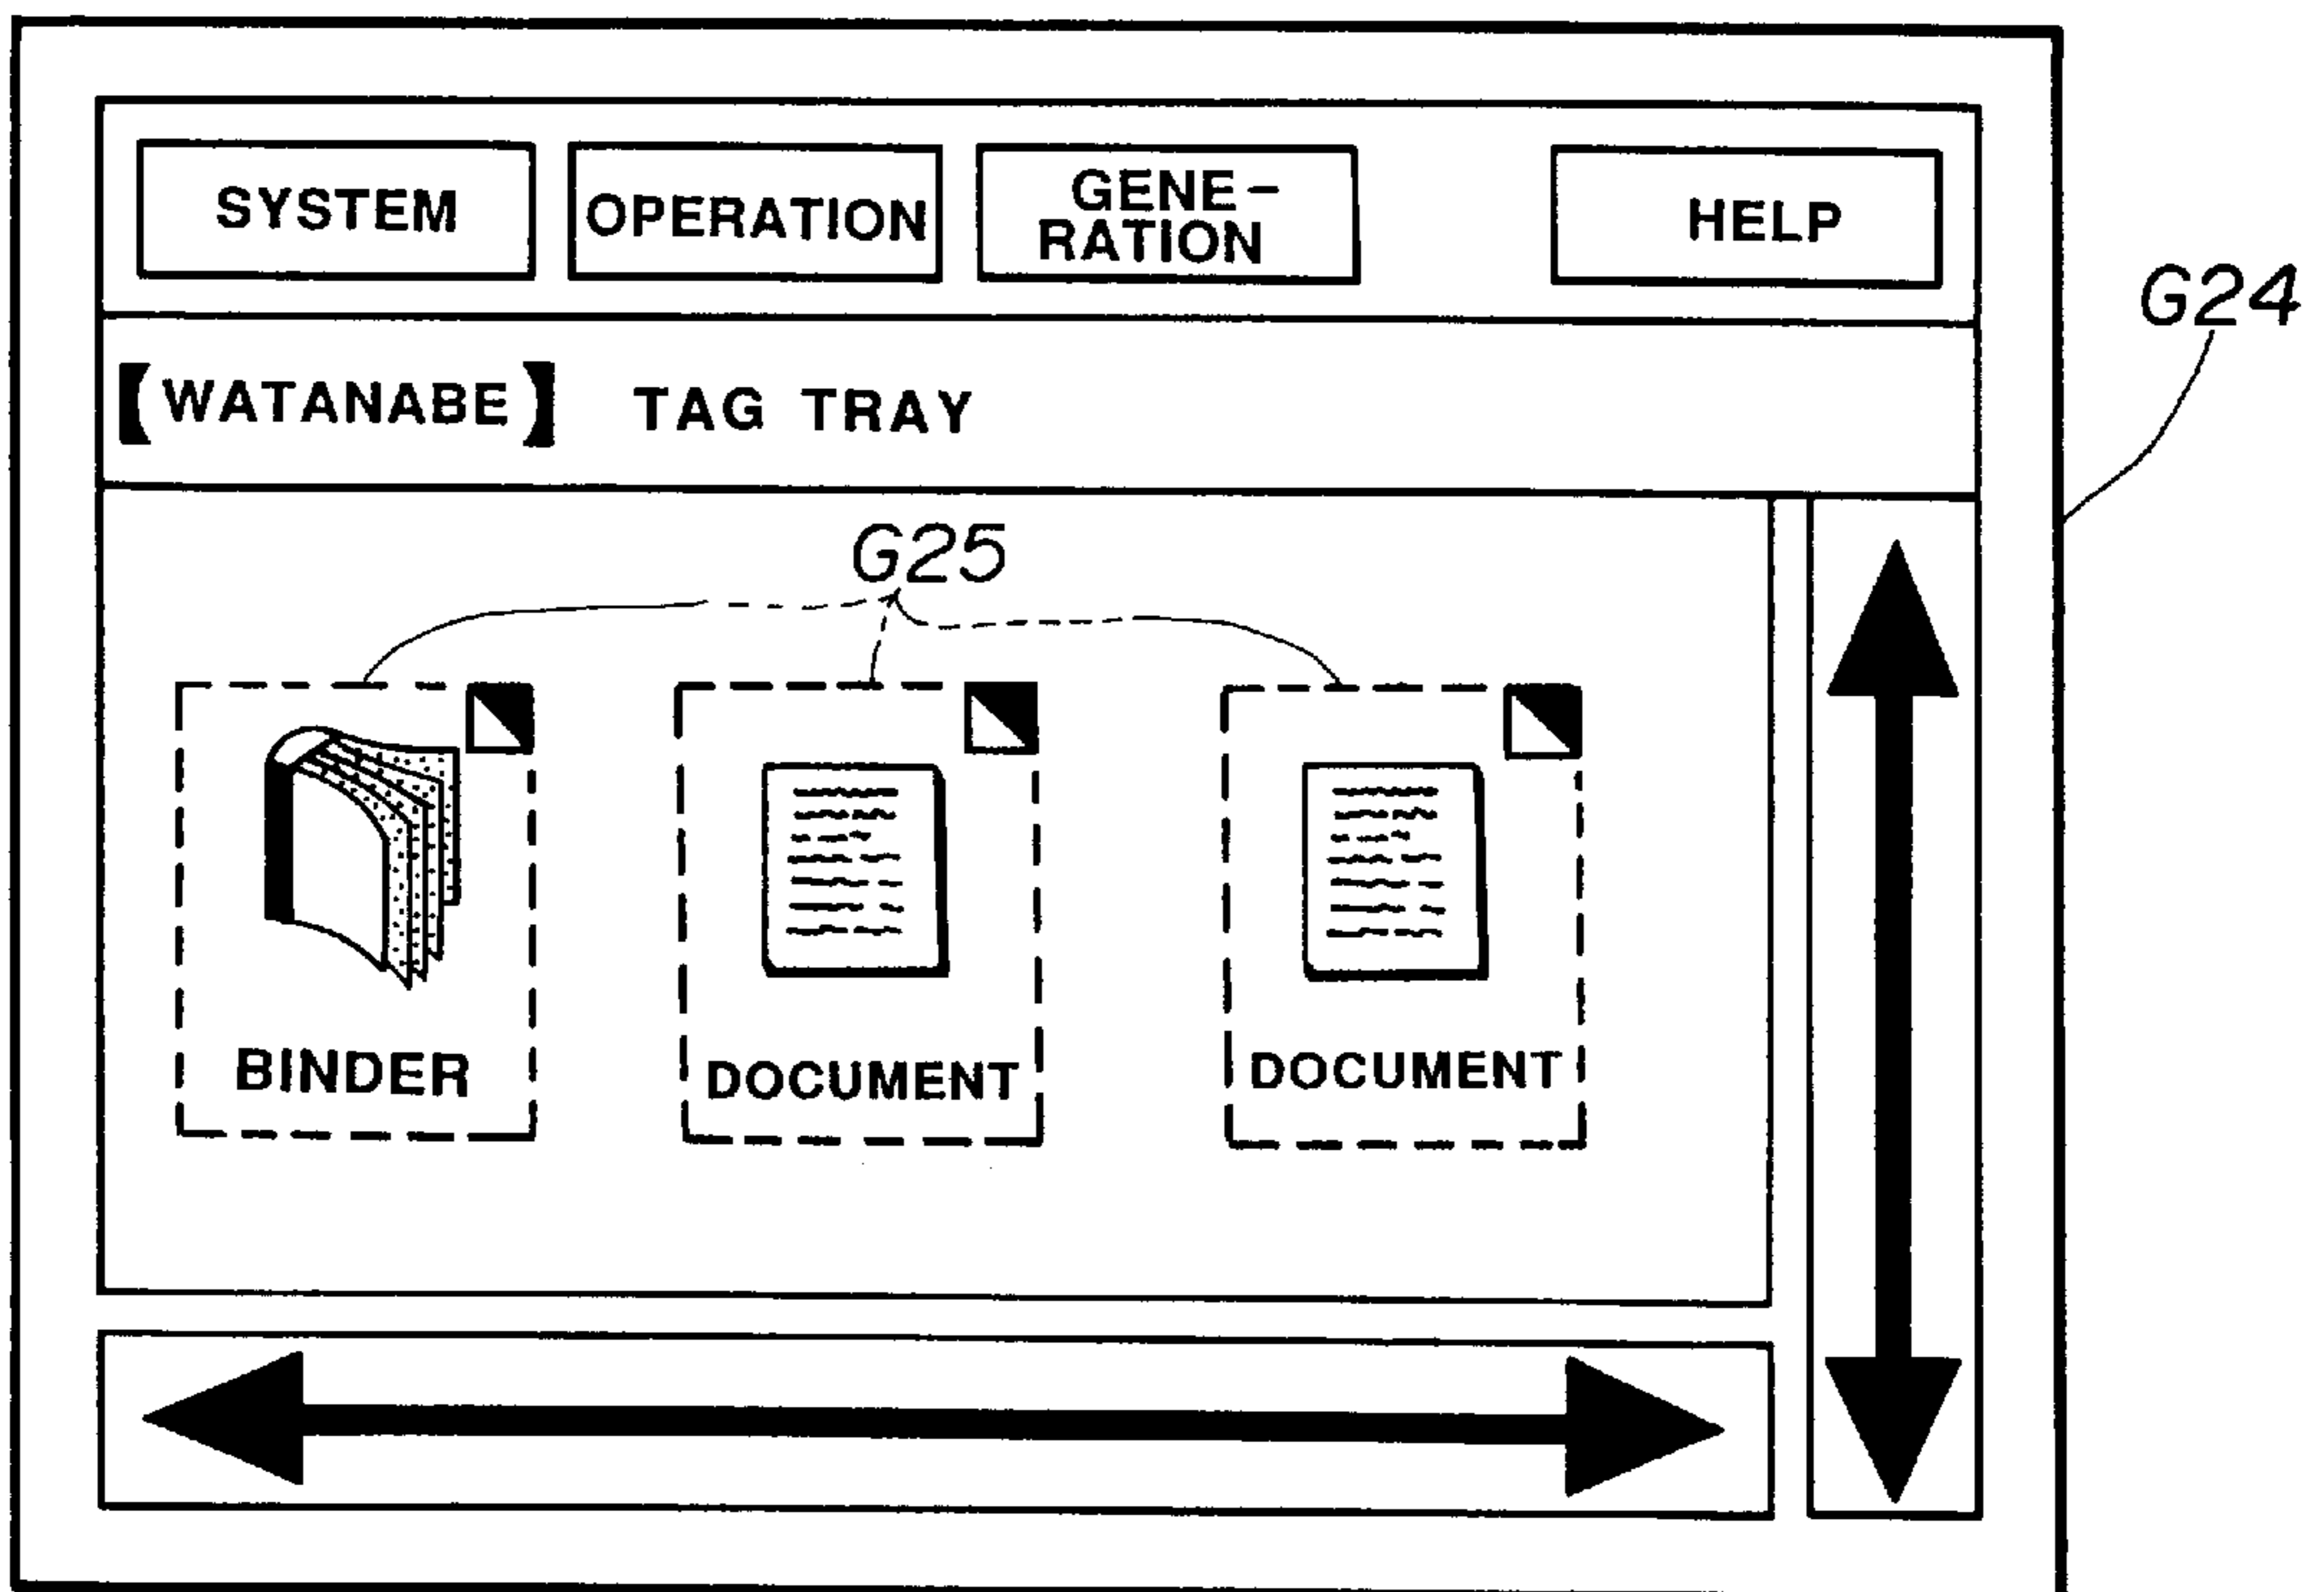 SYSTEM OPERATION GENE-
RATION HELP
G24
【WATANABE】 TAG TRAY
G25
BINDER DOCUMENT DOCUMENT